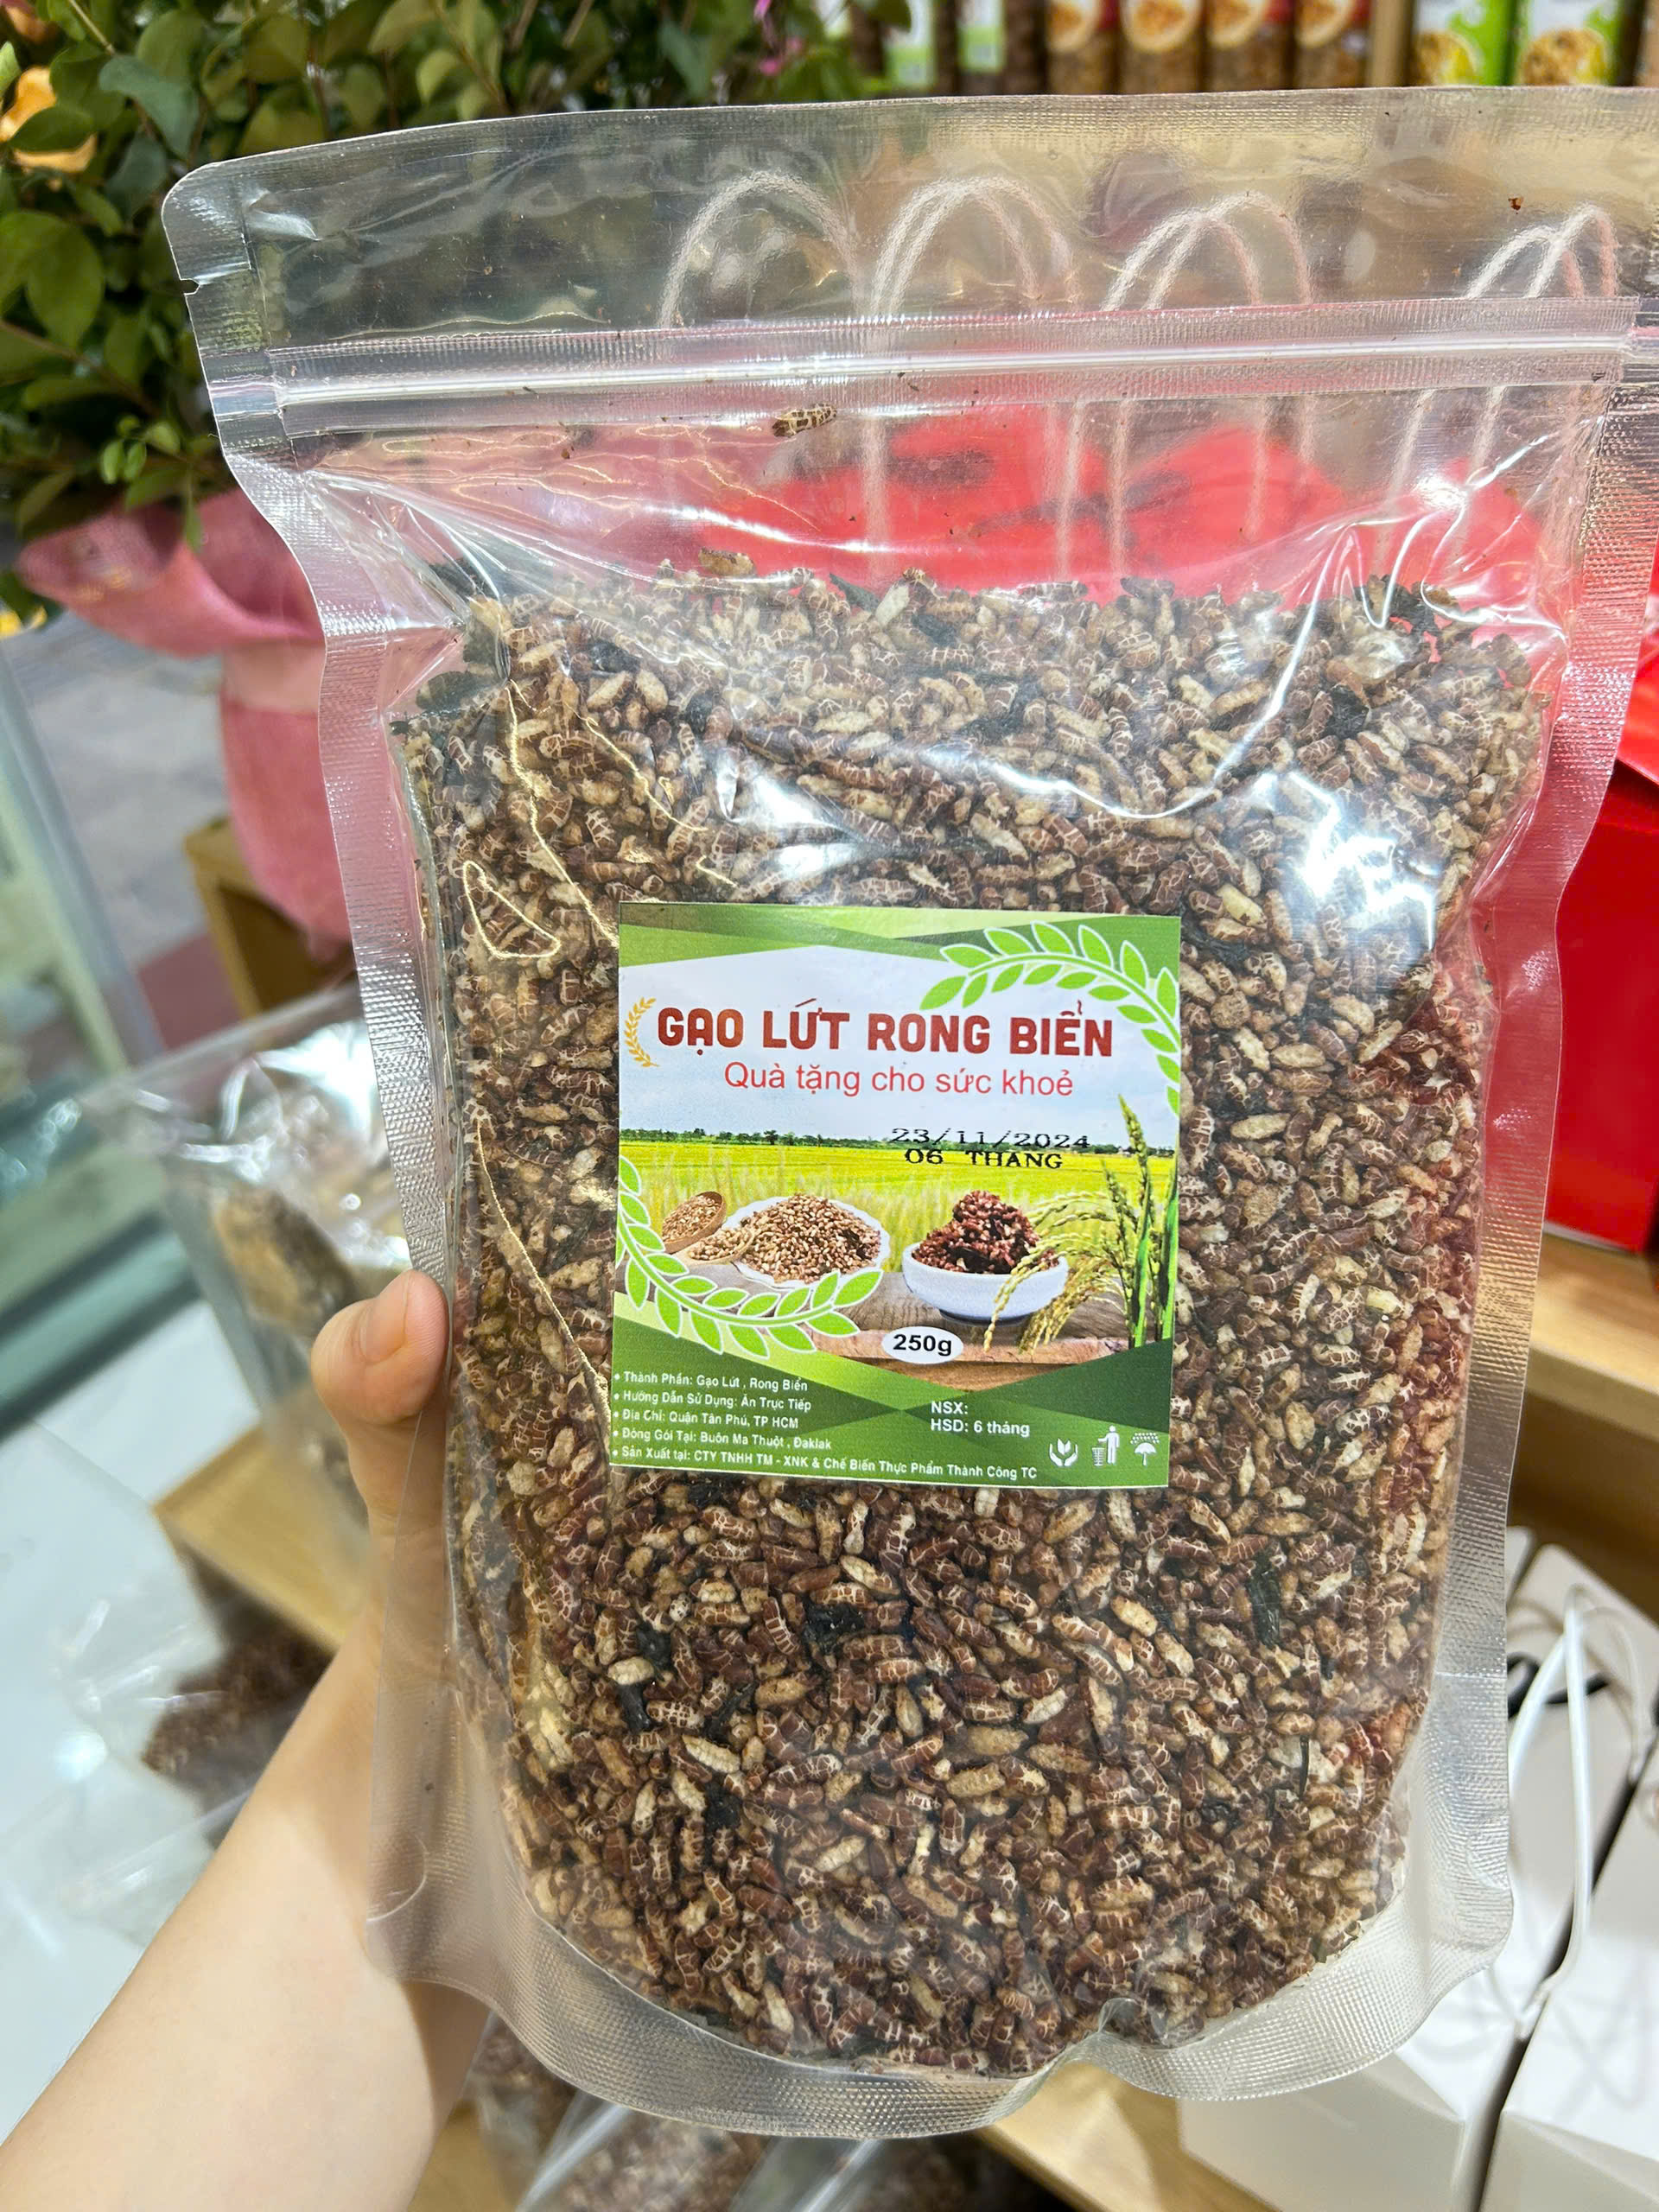 GẠO LỨT RONG BIỂN
Quà tặng cho sức khoẻ
23/11/2024
06 THANG
250g
• Thành Phần: Gạo Lứt , Rong Biển
• Hướng Dẫn Sử Dụng: Ăn Trực Tiếp
• Địa Chỉ: Quận Tân Phú, TP HCM
• Đóng Gói Tại: Buôn Ma Thuột , Đaklak
• Sản Xuất tại: CTY TNHH TM - XNK & Chế Biến Thực Phẩm Thành Công TC
NSX:
HSD: 6 tháng